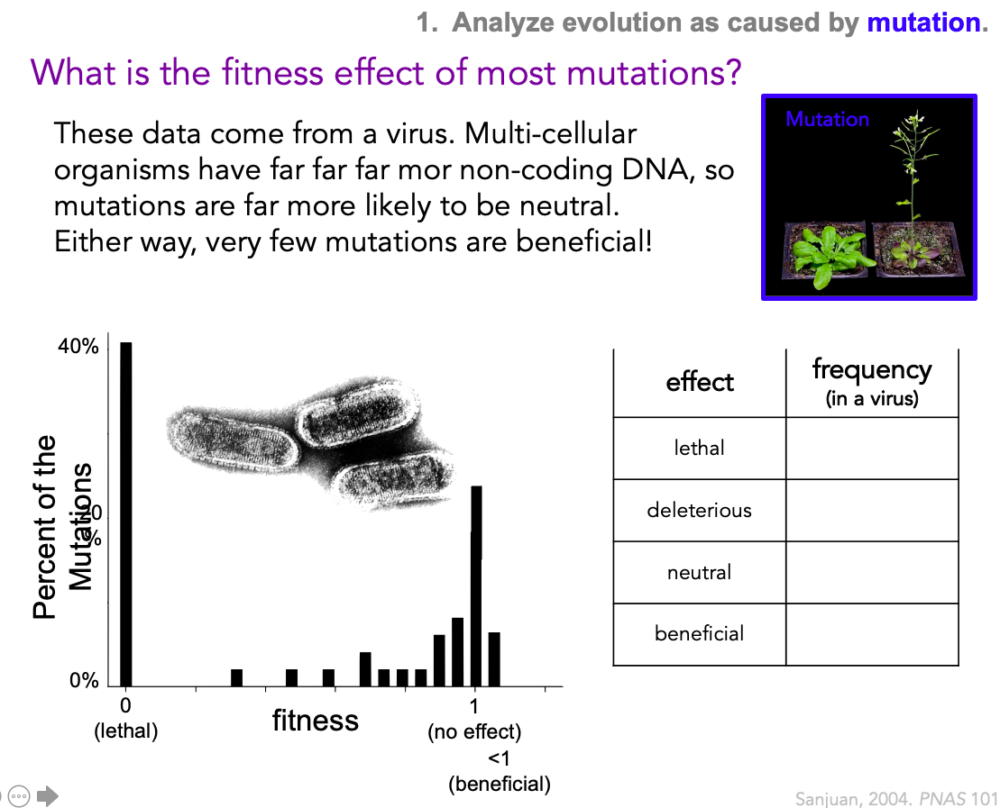 1. Analyze evolution as caused by mutation.
What is the fitness effect of most mutations?
These data come from a virus. Multi-cellular
organisms have far far far mor non-coding DNA, so
mutations are far more likely to be neutral.
Either way, very few mutations are beneficial!
Mutation
Percent of the
Mutations
40%
20
%
0%
0
(lethal)
fitness
1
(no effect)
<1
(beneficial)
effect
frequency
(in a virus)
lethal
deleterious
neutral
beneficial
Sanjuan, 2004. PNAS 101